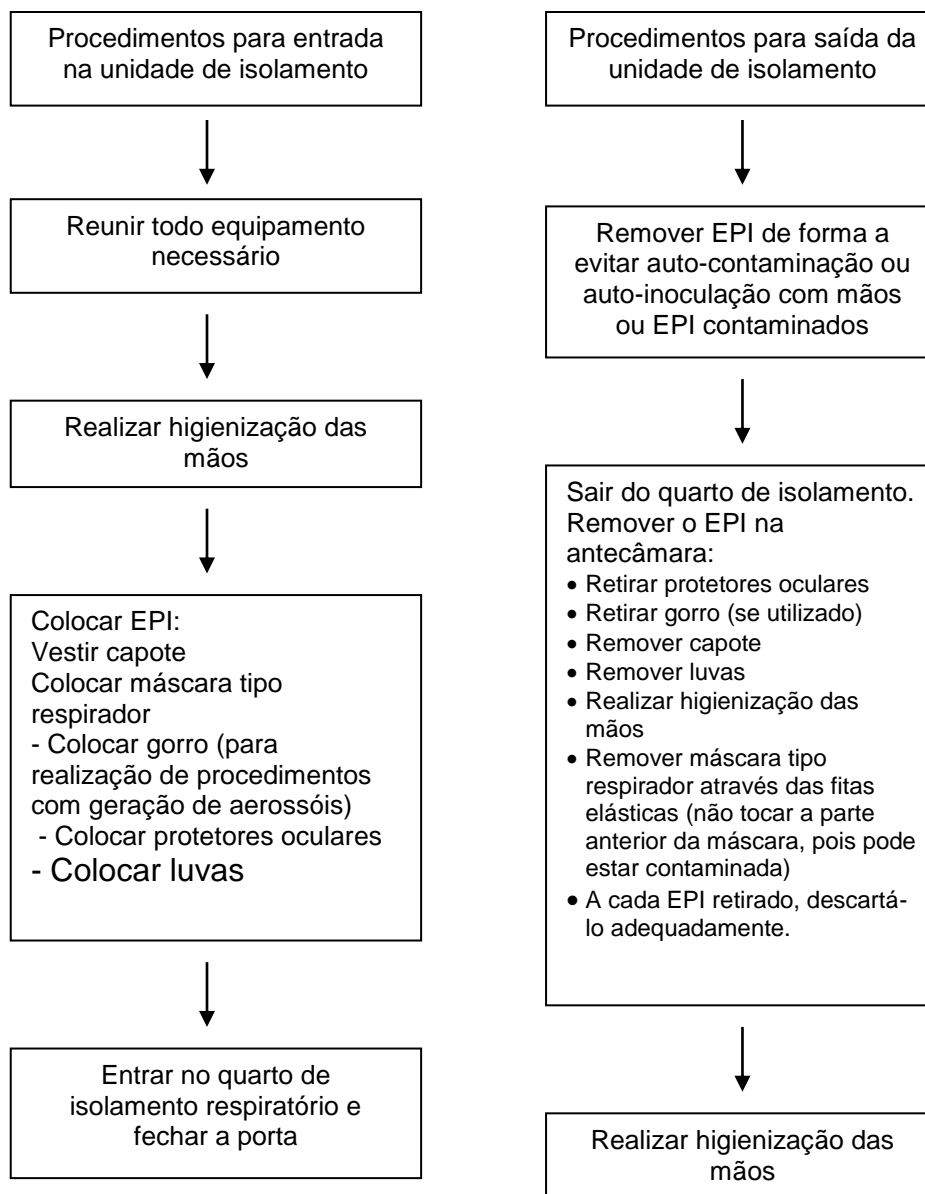 Procedimentos para entrada
na unidade de isolamento
Reunir todo equipamento
necessário
Realizar higienização das
mãos
Colocar EPI:
Vestir capote
Colocar máscara tipo
respirador
- Colocar gorro (para
realização de procedimentos
com geração de aerossóis)
- Colocar protetores oculares
- Colocar luvas
Entrar no quarto de
isolamento respiratório e
fechar a porta
Procedimentos para saída da
unidade de isolamento
Remover EPI de forma a
evitar auto-contaminação ou
auto-inoculação com mãos
ou EPI contaminados
Sair do quarto de isolamento.
Remover o EPI na
antecâmara:
• Retirar protetores oculares
• Retirar gorro (se utilizado)
• Remover capote
• Remover luvas
• Realizar higienização das
mãos
• Remover máscara tipo
respirador através das fitas
elásticas (não tocar a parte
anterior da máscara, pois pode
estar contaminada)
• A cada EPI retirado, descartá-
lo adequadamente.
Realizar higienização das
mãos